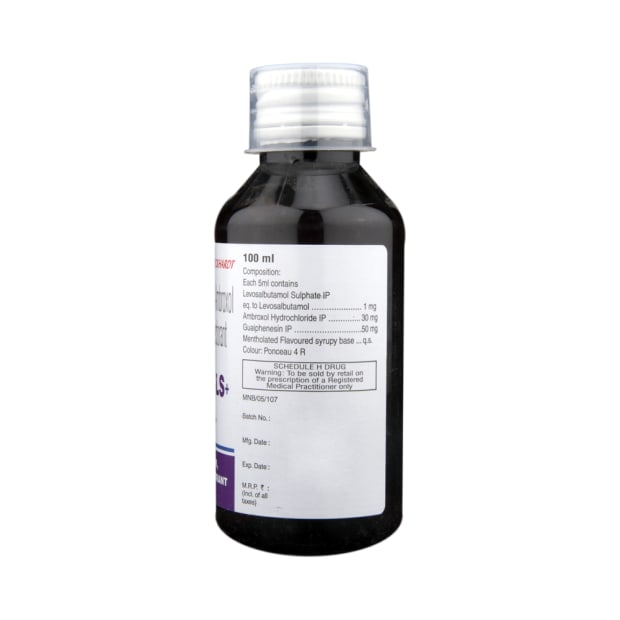 100 ml
Composition:
Each 5ml contains
Levosalbutamol Sulphate IP
eq. to Levosalbutamol ...................... 1 mg
Ambroxol Hydrochloride IP ............... 30 mg
Guaiphenesin IP ............................50 mg
Mentholated Flavoured syrupy base ... q.s.
Colour: Ponceau 4 R
SCHEDULE H DRUG
Warning: To be sold by retail on
the prescription of a Registered
Medical Practitioner only
MNB/05/107
Batch No.:
Mfg. Date :
Exp. Date :
M.R.P. ₹ :
(Incl. of all
taxes)
LS+